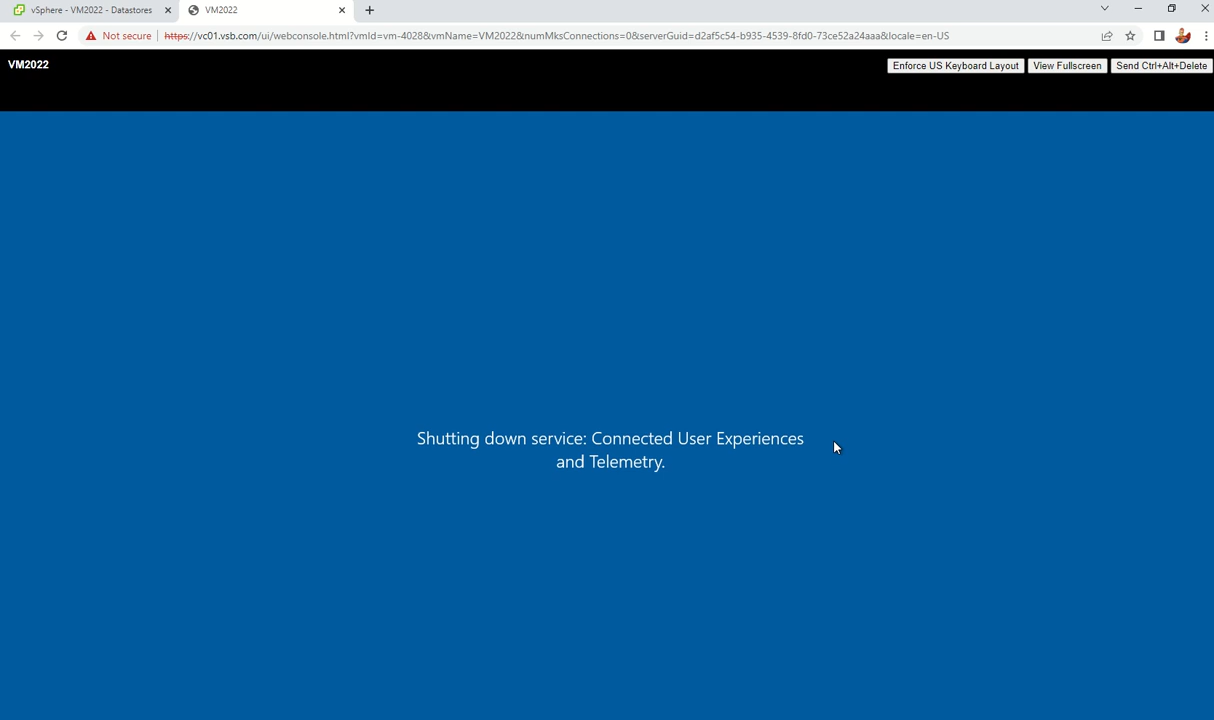 vSphere - VM2022 - Datastores
VM2022
Not secure
https://vc01.vsb.com/ui/webconsole.html?vmId=vm-4028&vmName=VM2022&numMksConnections=0&serverGuid=d2af5c54-b935-4539-8fd0-73ce52a24aaa&locale=en-US
VM2022
Enforce US Keyboard Layout
View Fullscreen
Send Ctrl+Alt+Delete
Shutting down service: Connected User Experiences
and Telemetry.